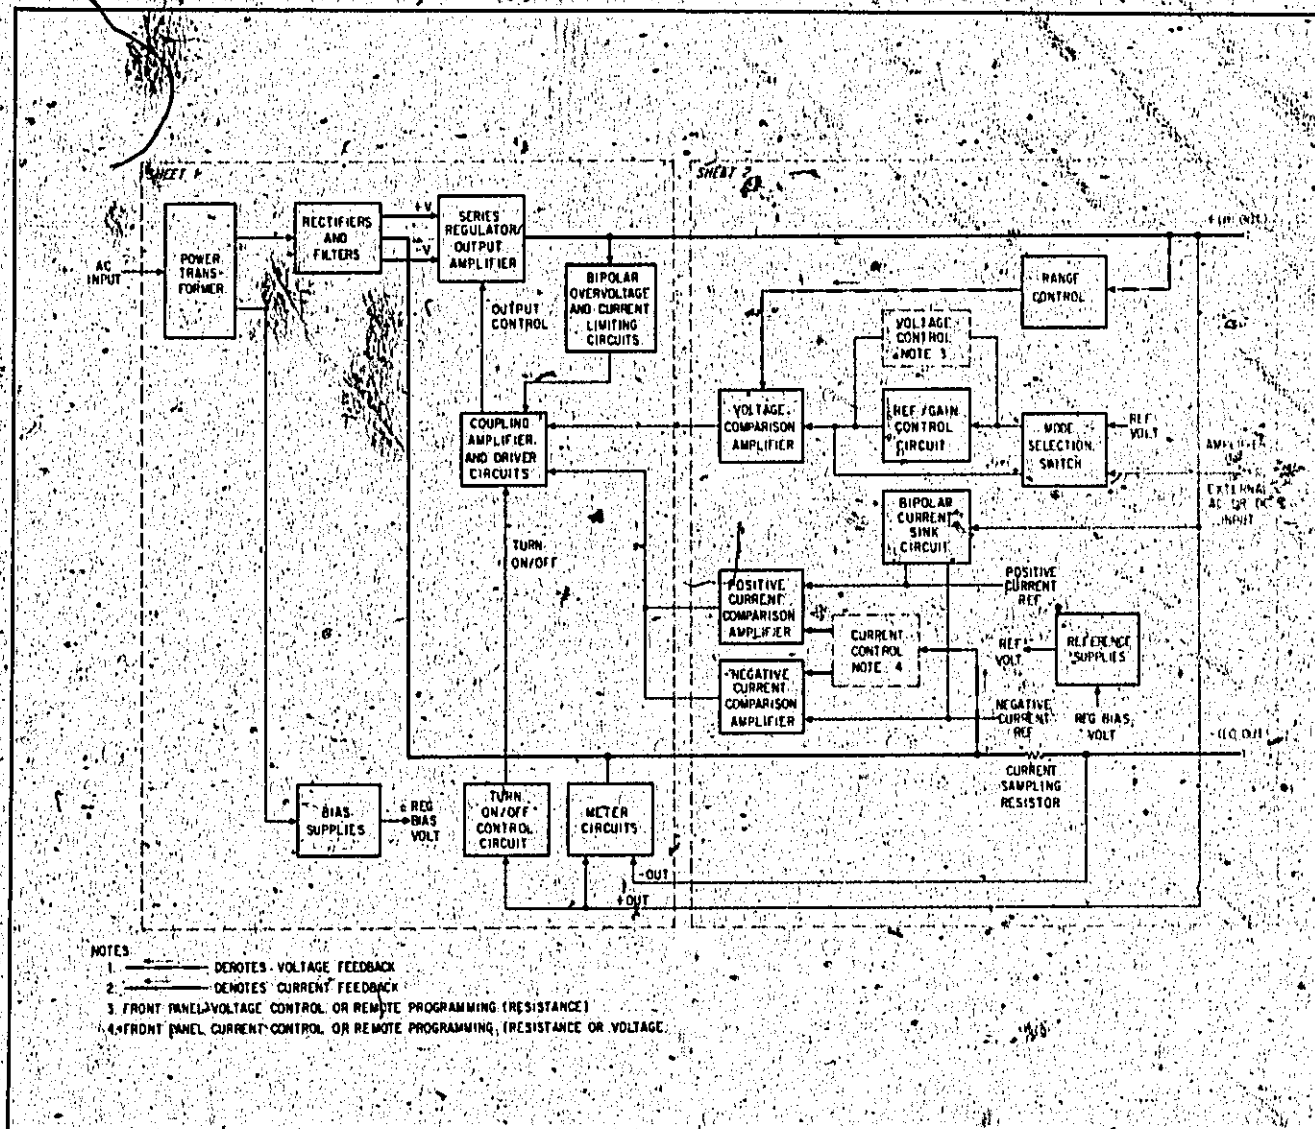 SHEET 1
SHEET 2
AC
INPUT
POWER
TRANS-
FORMER
RECTIFIERS
AND
FILTERS
+V
-V
SERIES
REGULATOR/
OUTPUT
AMPLIFIER
OUTPUT
CONTROL
BIPOLAR
OVERVOLTAGE
AND CURRENT
LIMITING
CIRCUITS
RANGE
CONTROL
VOLTAGE
CONTROL
NOTE 3
COUPLING
AMPLIFIER,
AND DRIVER
CIRCUITS
VOLTAGE
COMPARISON
AMPLIFIER
REF/GAIN
CONTROL
CIRCUIT
MODE
SELECTION
SWITCH
REF
VOLT
EXTERNAL
AC OR DC
INPUT
TURN
ON/OFF
BIPOLAR
CURRENT
SINK
CIRCUIT
POSITIVE
CURRENT
COMPARISON
AMPLIFIER
POSITIVE
CURRENT
REF
CURRENT
CONTROL
NOTE 4
REF
VOLT
REFERENCE
SUPPLIES
NEGATIVE
CURRENT
COMPARISON
AMPLIFIER
NEGATIVE
CURRENT
REF
REG BIAS
VOLT
CURRENT
SAMPLING
RESISTOR
BIAS
SUPPLIES
REG
BIAS
VOLT
TURN
ON/OFF
CONTROL
CIRCUIT
METER
CIRCUITS
-OUT
+OUT
NOTES
1. DENOTES VOLTAGE FEEDBACK
2. DENOTES CURRENT FEEDBACK
3. FRONT PANEL VOLTAGE CONTROL OR REMOTE PROGRAMMING (RESISTANCE)
4. FRONT PANEL CURRENT CONTROL OR REMOTE PROGRAMMING (RESISTANCE OR VOLTAGE